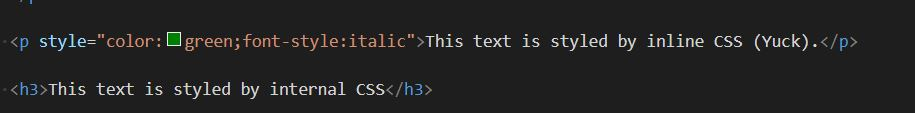 <p style="color:green;font-style:italic">This text is styled by inline CSS (Yuck).</p>
<h3>This text is styled by internal CSS</h3>